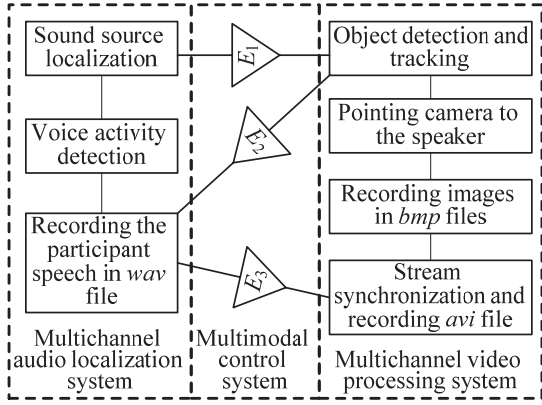 Sound source
localization
Voice activity
detection
Recording the
participant
speech in wav
file
Multichannel
audio localization
system
E1
E2
E3
Multimodal
control
system
Object detection and
tracking
Pointing camera to
the speaker
Recording images
in bmp files
Stream
synchronization and
recording avi file
Multichannel video
processing system